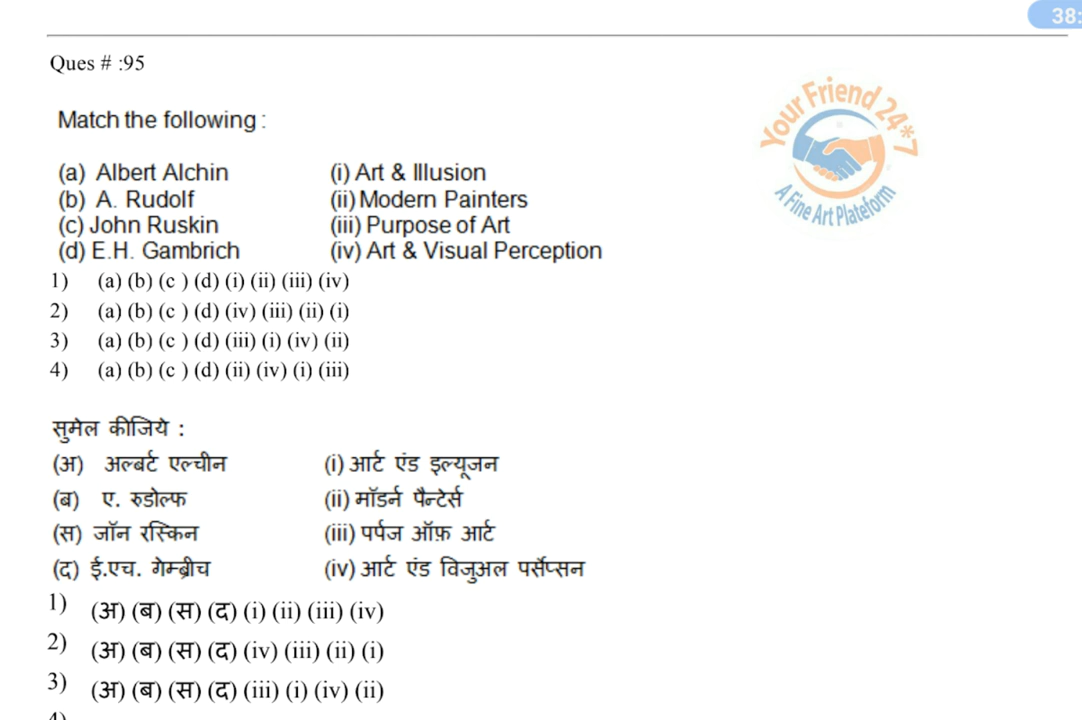 38:
Ques # :95
Your Friend 24*7
A Fine Art Plateform
Match the following :
(a) Albert Alchin (i) Art & Illusion
(b) A. Rudolf (ii) Modern Painters
(c) John Ruskin (iii) Purpose of Art
(d) E.H. Gambrich (iv) Art & Visual Perception
1) (a) (b) (c ) (d) (i) (ii) (iii) (iv)
2) (a) (b) (c ) (d) (iv) (iii) (ii) (i)
3) (a) (b) (c ) (d) (iii) (i) (iv) (ii)
4) (a) (b) (c ) (d) (ii) (iv) (i) (iii)
सुमेल कीजिये :
(अ) अल्बर्ट एल्चीन (i) आर्ट एंड इल्यूजन
(ब) ए. रुडोल्फ (ii) मॉडर्न पैन्टेर्स
(स) जॉन रस्किन (iii) पर्पज ऑफ़ आर्ट
(द) ई.एच. गेम्ब्रीच (iv) आर्ट एंड विजुअल पर्सेप्सन
1) (अ) (ब) (स) (द) (i) (ii) (iii) (iv)
2) (अ) (ब) (स) (द) (iv) (iii) (ii) (i)
3) (अ) (ब) (स) (द) (iii) (i) (iv) (ii)
4)